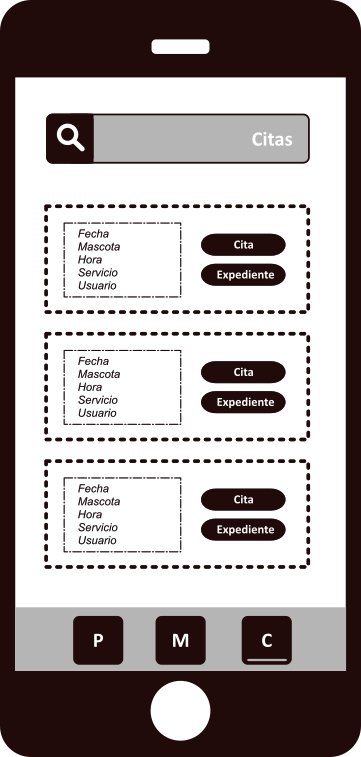 Citas
Fecha
Mascota
Hora
Servicio
Usuario
Cita
Expediente
Fecha
Mascota
Hora
Servicio
Usuario
Cita
Expediente
Fecha
Mascota
Hora
Servicio
Usuario
Cita
Expediente
P M C